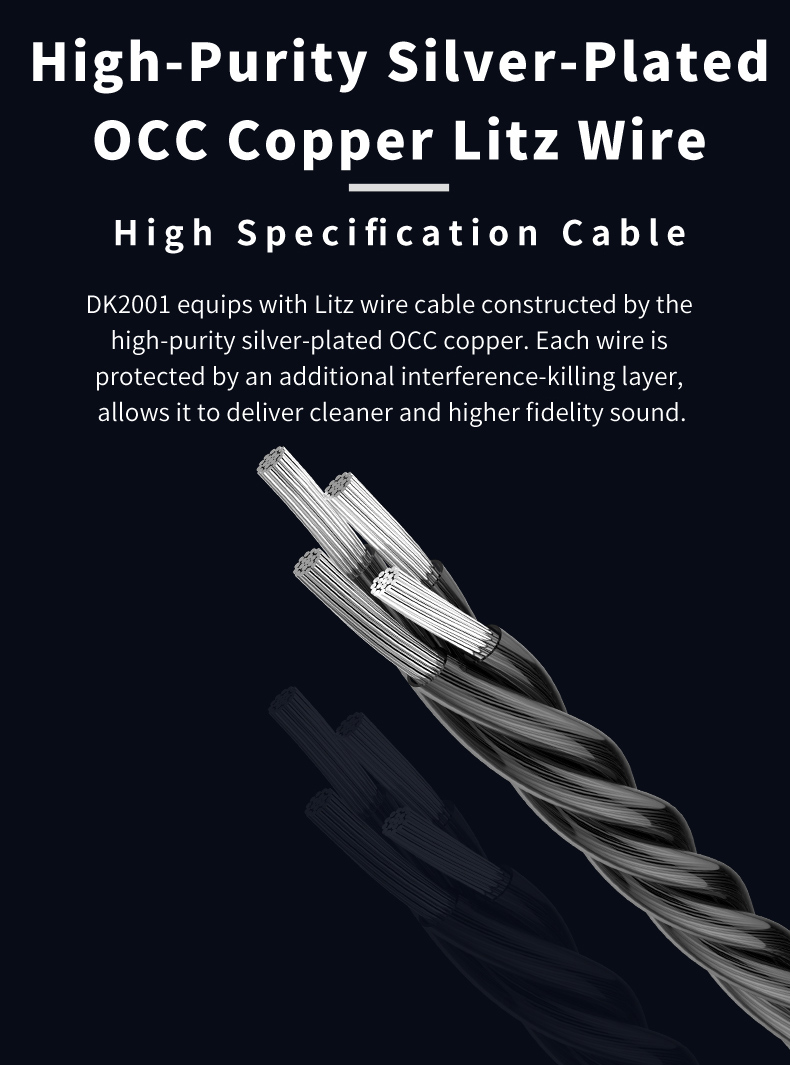 High-Purity Silver-Plated
OCC Copper Litz Wire
High Specification Cable
DK2001 equips with Litz wire cable constructed by the
high-purity silver-plated OCC copper. Each wire is
protected by an additional interference-killing layer,
allows it to deliver cleaner and higher fidelity sound.